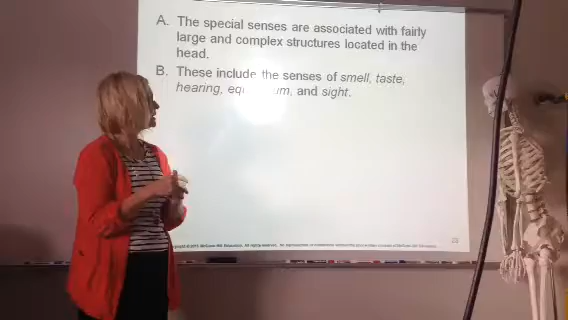 A. The special senses are associated with fairly
large and complex structures located in the
head.
B. These include the senses of smell, taste,
hearing, and sight.